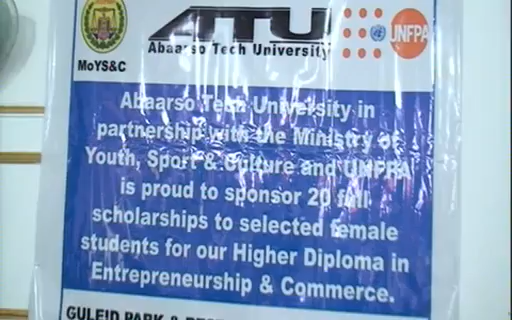 ATU
UNFPA
Abaarso Tech University
MoYS&C
Abaarso Tech University in
partnership with the Ministry of
Youth, Sport & Culture and UNFPA
is proud to sponsor 20 full
scholarships to selected female
students for our Higher Diploma in
Entrepreneurship & Commerce.
GULEID PARK &